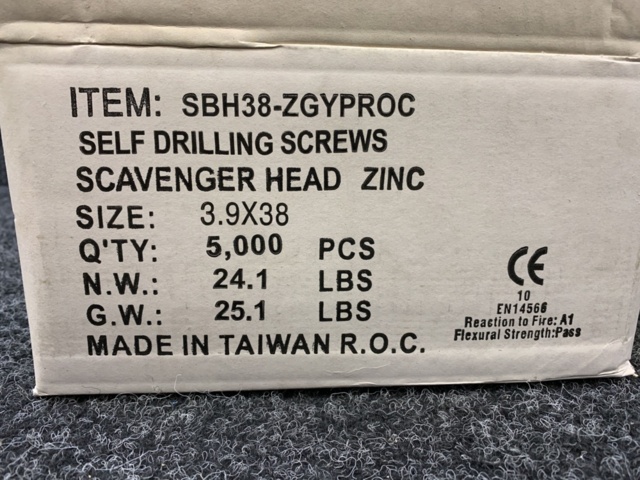 ITEM: SBH38-ZGYPROC
SELF DRILLING SCREWS
SCAVENGER HEAD ZINC
SIZE: 3.9X38
Q'TY: 5,000 PCS
N.W.: 24.1 LBS
G.W.: 25.1 LBS
MADE IN TAIWAN R.O.C.
CE
10
EN14566
Reaction to Fire: A1
Flexural Strength:Pass